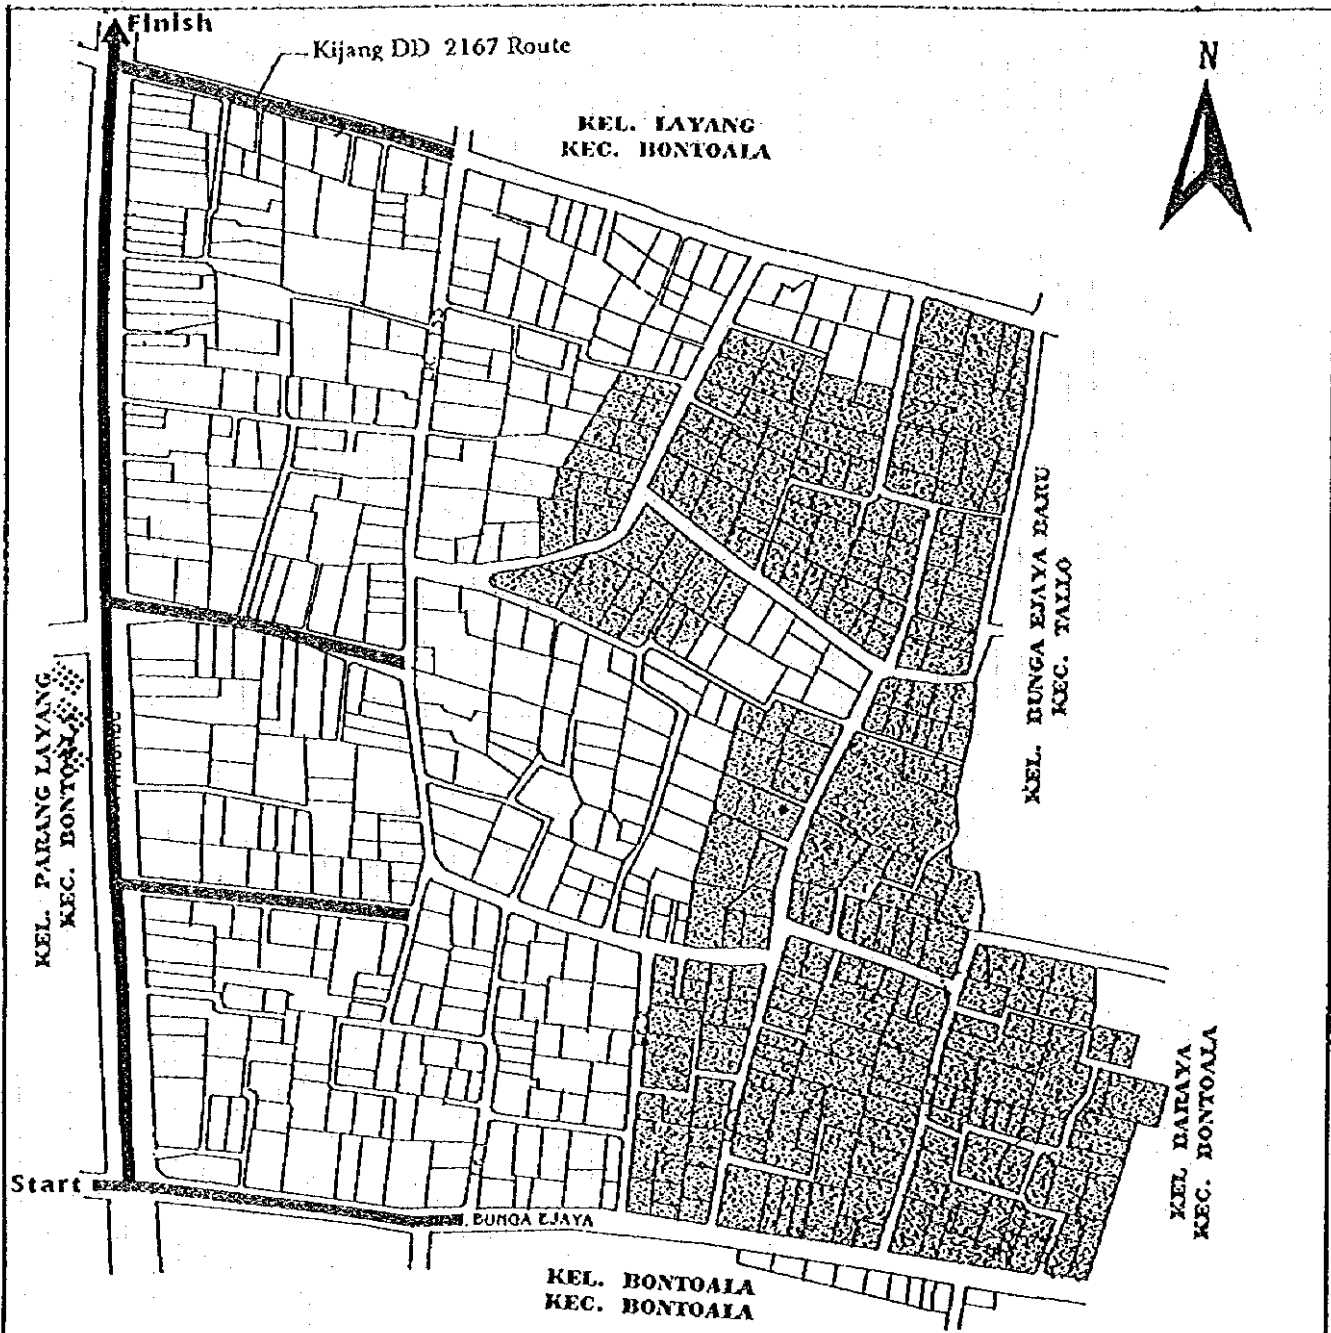 Finish
Kijang DD 2167 Route
N
KEL. LAYANG
KEC. BONTOALA
KEL. BUNGA EJAYA BARU
KEC. TALLO
KEL. PARANG LAYANG
KEC. BONTOALA
KEL. BARAYA
KEC. BONTOALA
Start
BUNGA EJAYA
KEL. BONTOALA
KEC. BONTOALA